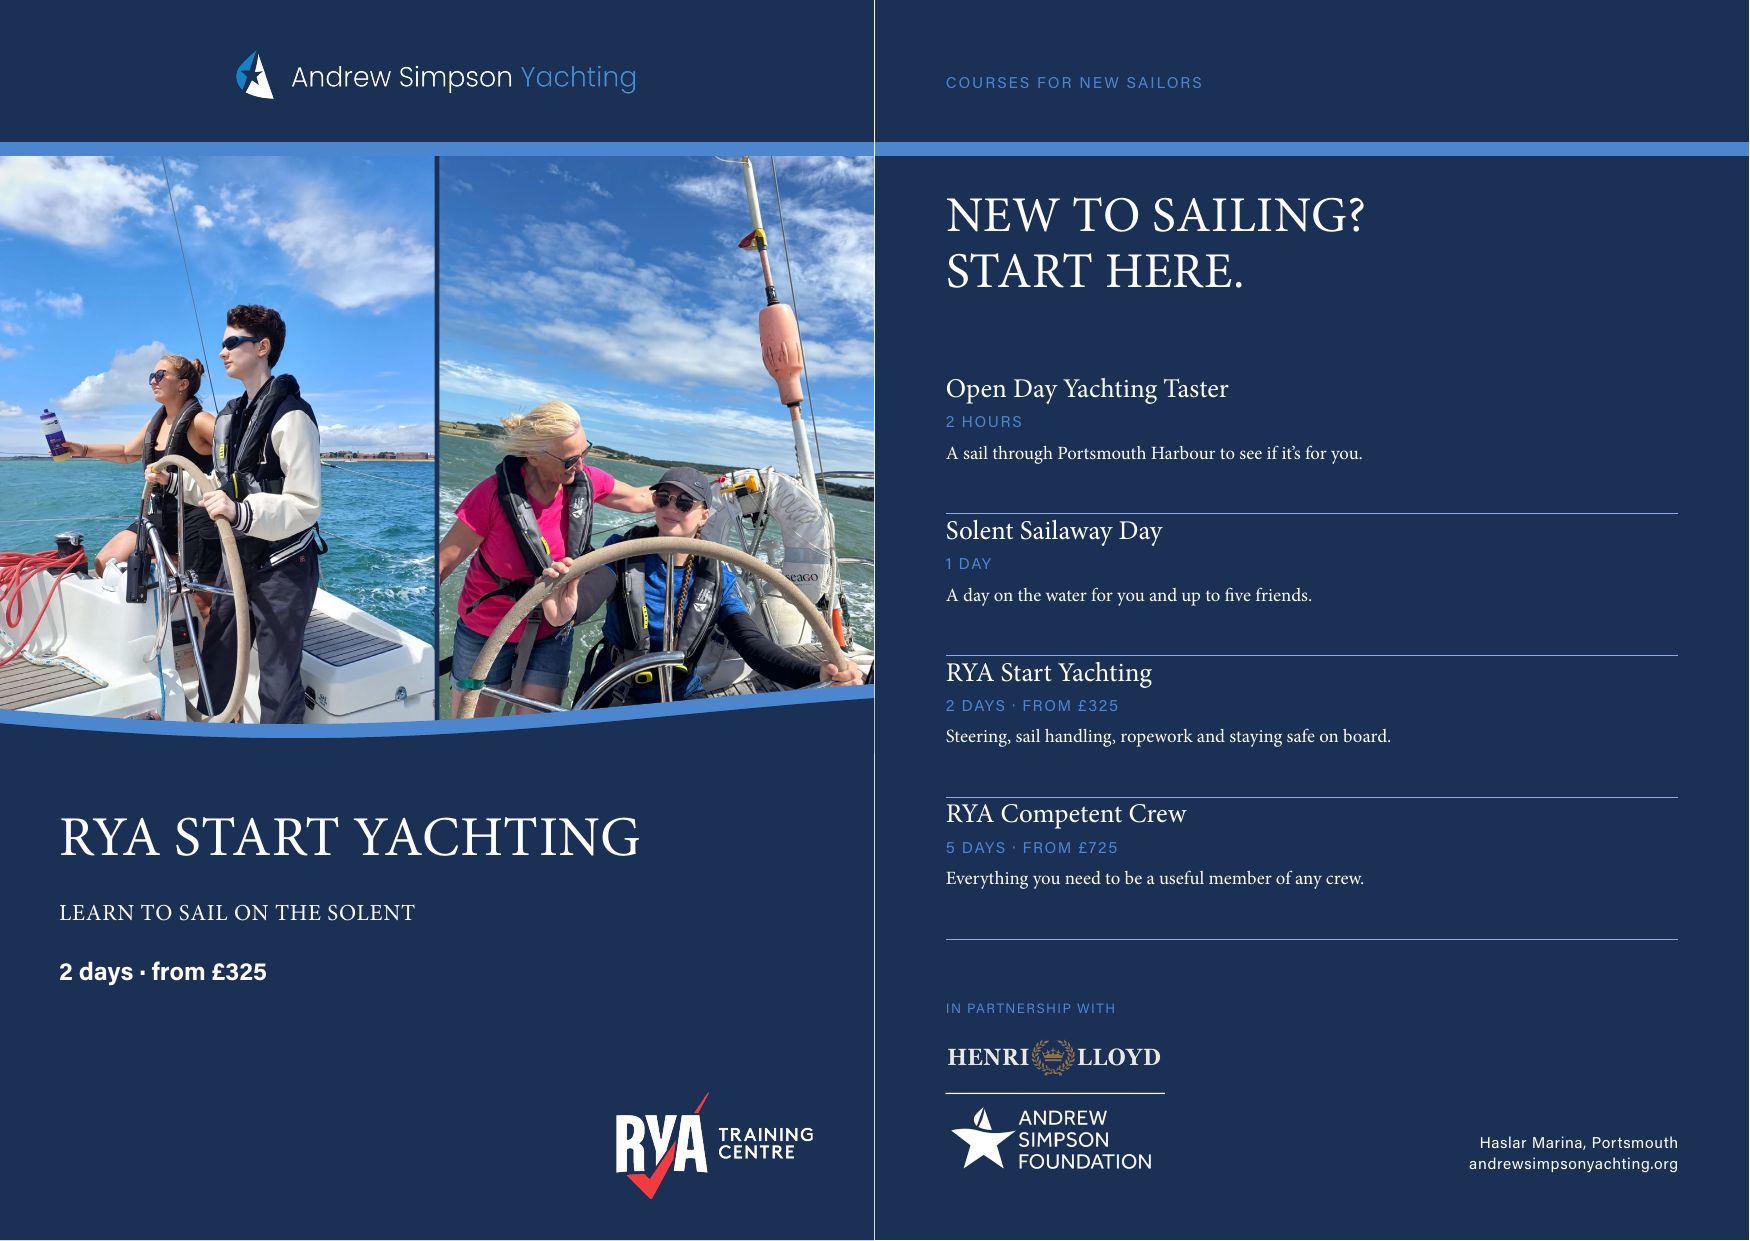 Andrew Simpson Yachting
seago
RYA START YACHTING
LEARN TO SAIL ON THE SOLENT
2 days · from £325
RYA TRAINING
CENTRE
COURSES FOR NEW SAILORS
NEW TO SAILING?
START HERE.
Open Day Yachting Taster
2 HOURS
A sail through Portsmouth Harbour to see if it’s for you.
Solent Sailaway Day
1 DAY
A day on the water for you and up to five friends.
RYA Start Yachting
2 DAYS · FROM £325
Steering, sail handling, ropework and staying safe on board.
RYA Competent Crew
5 DAYS · FROM £725
Everything you need to be a useful member of any crew.
IN PARTNERSHIP WITH
HENRI LLOYD
ANDREW
SIMPSON
FOUNDATION
Haslar Marina, Portsmouth
andrewsimpsonyachting.org